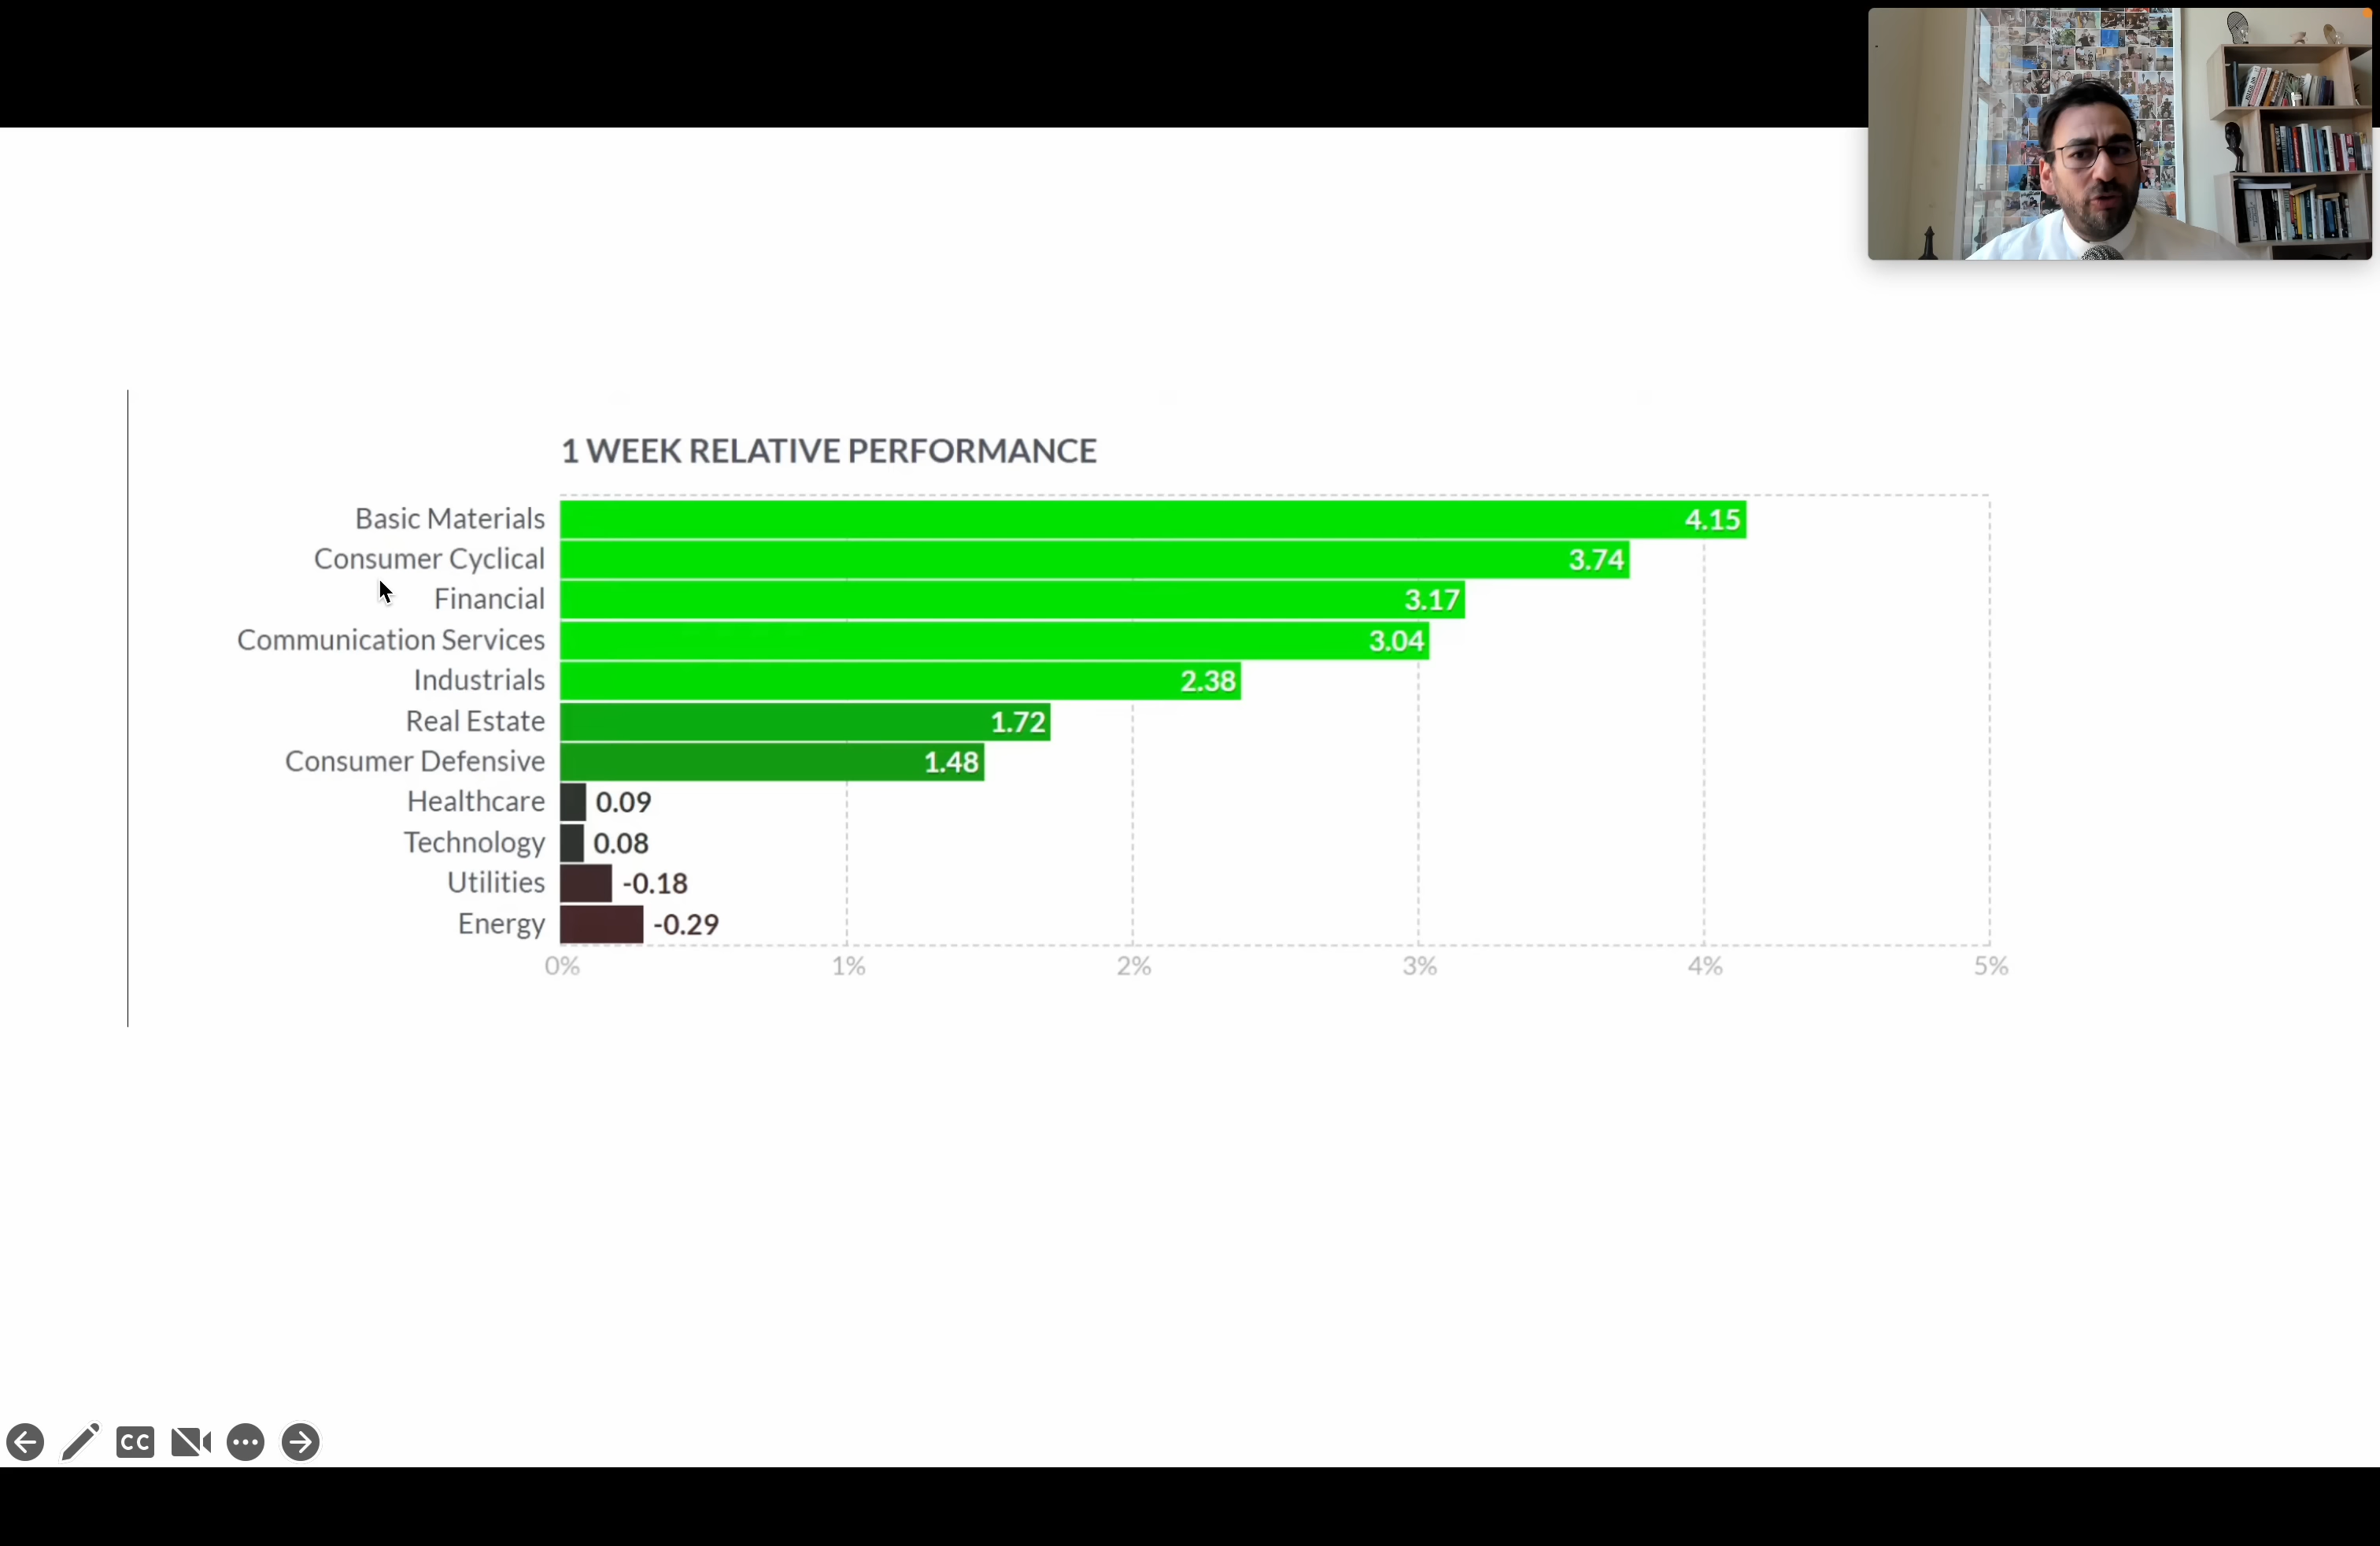 1 WEEK RELATIVE PERFORMANCE
Basic Materials 4.15
Consumer Cyclical 3.74
Financial 3.17
Communication Services 3.04
Industrials 2.38
Real Estate 1.72
Consumer Defensive 1.48
Healthcare 0.09
Technology 0.08
Utilities -0.18
Energy -0.29
0% 1% 2% 3% 4% 5%
CC